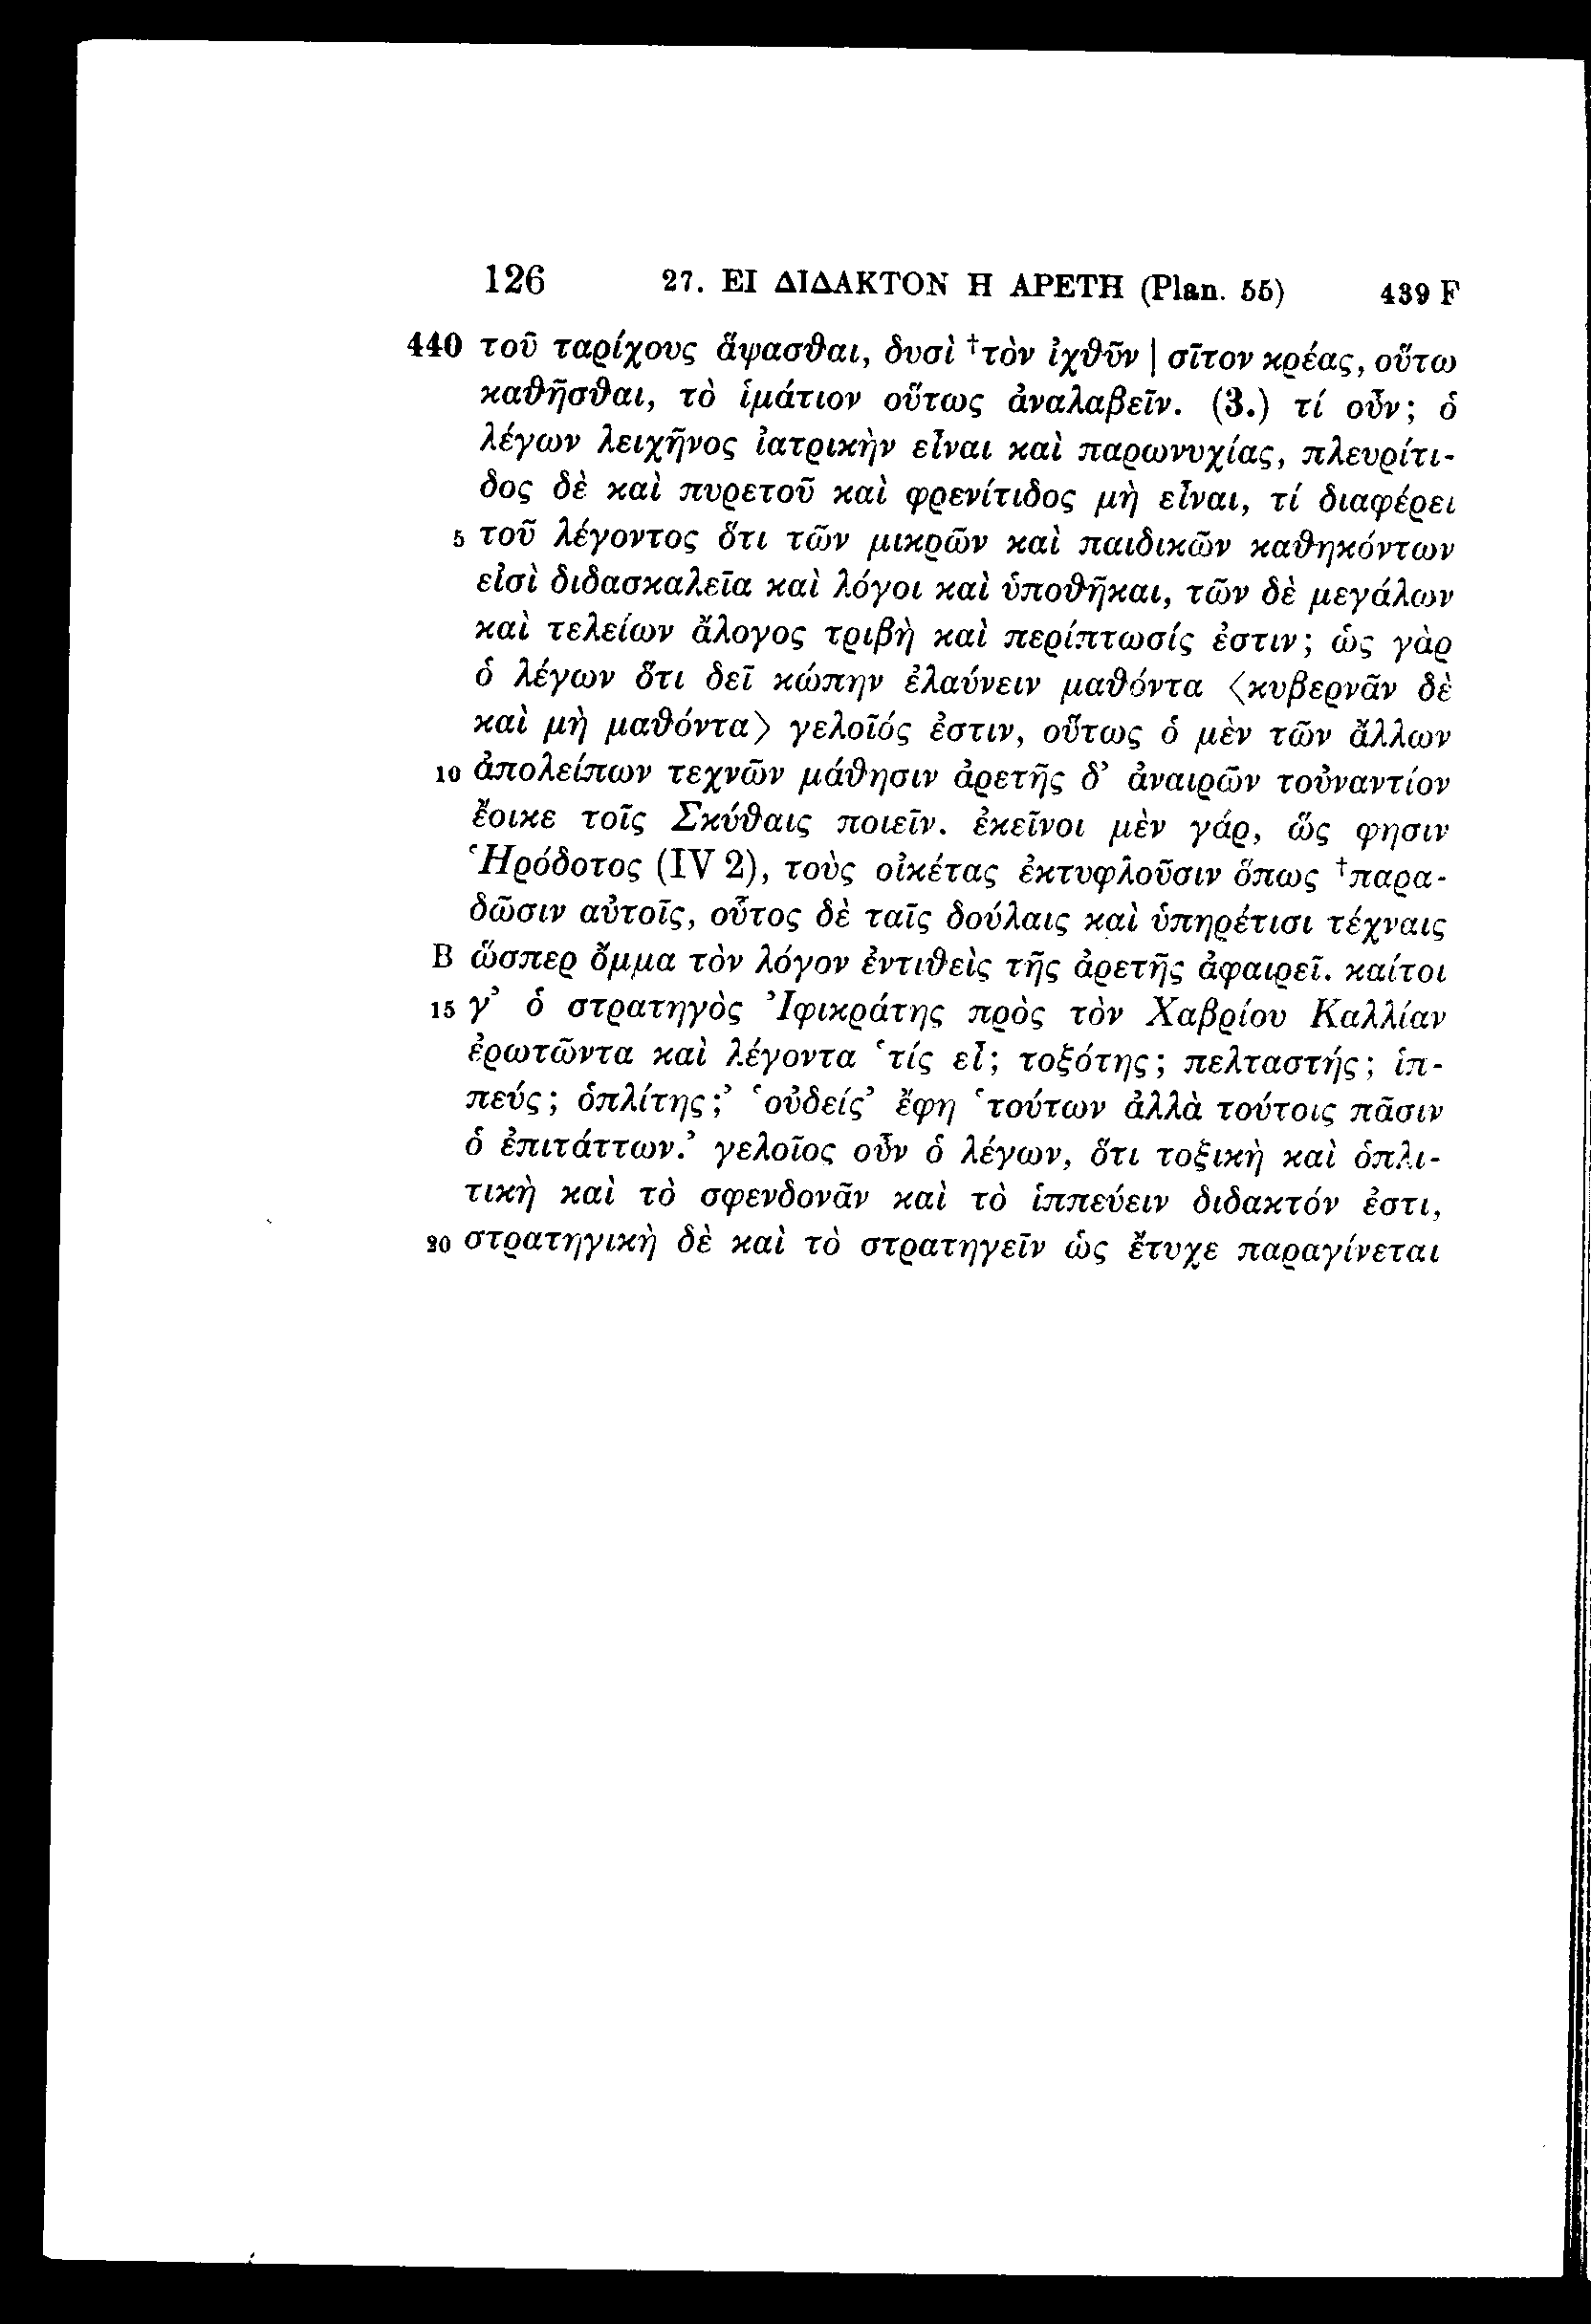 126 27. ΕΙ ΔΙΔΑΚΤΟΝ Η ΑΡΕΤΗ (Plan. 55) 439 F
440 τοῦ ταρίχους ἅψασθαι, δυσὶ †τὸν ἰχθῦν | σῖτον κρέας, οὕτω
καθῆσθαι, τὸ ἱμάτιον οὕτως ἀναλαβεῖν. (3.) τί οὖν; ὁ
λέγων λειχῆνος ἰατρικὴν εἶναι καὶ παρωνυχίας, πλευρίτι-
δος δὲ καὶ πυρετοῦ καὶ φρενίτιδος μὴ εἶναι, τί διαφέρει
5 τοῦ λέγοντος ὅτι τῶν μικρῶν καὶ παιδικῶν καθηκόντων
εἰσὶ διδασκαλεῖα καὶ λόγοι καὶ ὑποθῆκαι, τῶν δὲ μεγάλων
καὶ τελείων ἄλογος τριβὴ καὶ περίπτωσίς ἐστιν; ὡς γὰρ
ὁ λέγων ὅτι δεῖ κώπην ἐλαύνειν μαθόντα ⟨κυβερνᾶν δὲ
καὶ μὴ μαθόντα⟩ γελοῖός ἐστιν, οὕτως ὁ μὲν τῶν ἄλλων
10 ἀπολείπων τεχνῶν μάθησιν ἀρετῆς δ’ ἀναιρῶν τοὐναντίον
ἔοικε τοῖς Σκύθαις ποιεῖν. ἐκεῖνοι μὲν γάρ, ὥς φησιν
Ἡρόδοτος (IV 2), τοὺς οἰκέτας ἐκτυφλοῦσιν ὅπως †παρα-
δῶσιν αὐτοῖς, οὗτος δὲ ταῖς δούλαις καὶ ὑπηρέτισι τέχναις
B ὥσπερ ὄμμα τὸν λόγον ἐντιθεὶς τῆς ἀρετῆς ἀφαιρεῖ. καίτοι
15 γ’ ὁ στρατηγὸς Ἰφικράτης πρὸς τὸν Χαβρίου Καλλίαν
ἐρωτῶντα καὶ λέγοντα ‘τίς εἶ; τοξότης; πελταστής; ἱπ-
πεύς; ὁπλίτης;’ ‘οὐδείς’ ἔφη ‘τούτων ἀλλὰ τούτοις πᾶσιν
ὁ ἐπιτάττων.’ γελοῖος οὖν ὁ λέγων, ὅτι τοξικὴ καὶ ὁπλι-
τικὴ καὶ τὸ σφενδονᾶν καὶ τὸ ἱππεύειν διδακτόν ἐστι,
20 στρατηγικὴ δὲ καὶ τὸ στρατηγεῖν ὡς ἔτυχε παραγίνεται